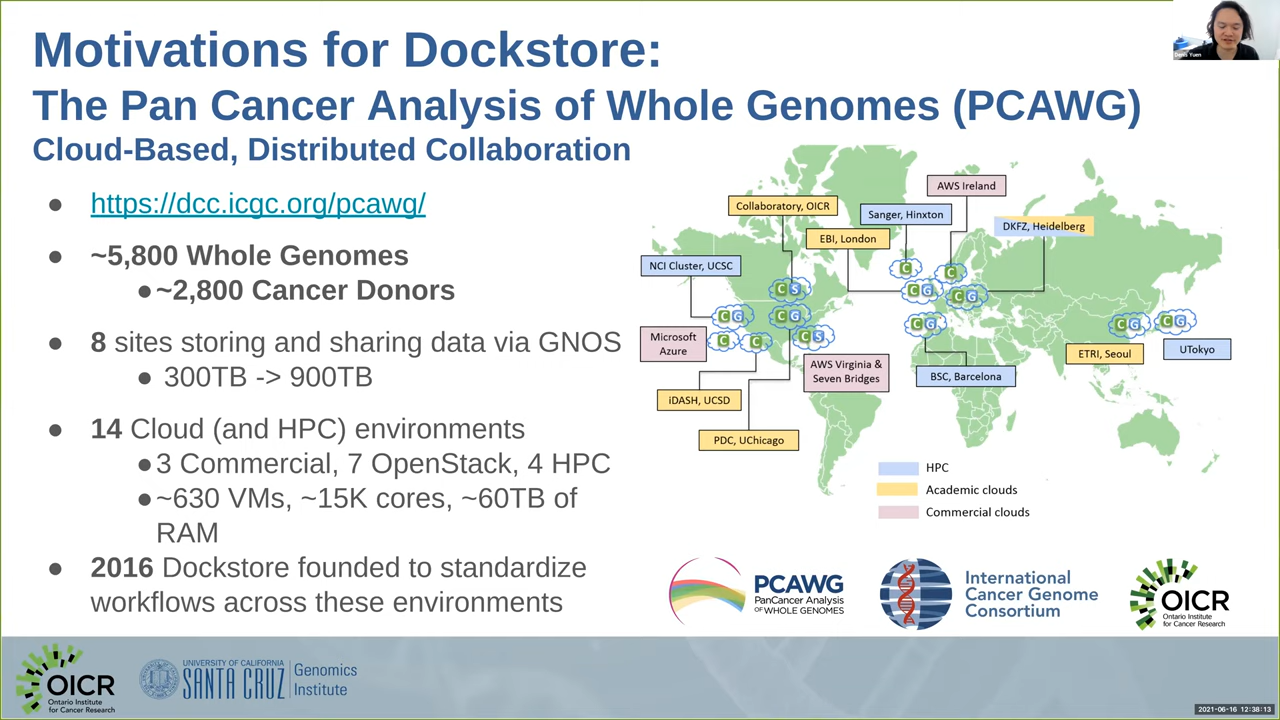 Motivations for Dockstore:
The Pan Cancer Analysis of Whole Genomes (PCAWG)
Cloud-Based, Distributed Collaboration
● https://dcc.icgc.org/pcawg/
● ~5,800 Whole Genomes
● ~2,800 Cancer Donors
● 8 sites storing and sharing data via GNOS
● 300TB -> 900TB
● 14 Cloud (and HPC) environments
● 3 Commercial, 7 OpenStack, 4 HPC
● ~630 VMs, ~15K cores, ~60TB of
RAM
● 2016 Dockstore founded to standardize
workflows across these environments
Denis Yuen
AWS Ireland
Collaboratory, OICR
Sanger, Hinxton
DKFZ, Heidelberg
EBI, London
NCI Cluster, UCSC
C
C
C S
C G
C G
C G
C G
C G
C
C
C S
C G
C G
Microsoft
Azure
AWS Virginia &
Seven Bridges
ETRI, Seoul
UTokyo
BSC, Barcelona
iDASH, UCSD
PDC, UChicago
HPC
Academic clouds
Commercial clouds
PCAWG
PanCancer Analysis
OF WHOLE GENOMES
International
Cancer Genome
Consortium
OICR
Ontario Institute
for Cancer Research
OICR
Ontario Institute
for Cancer Research
UNIVERSITY OF CALIFORNIA
SANTA CRUZ
Genomics
Institute
2021-06-16 12:38:13